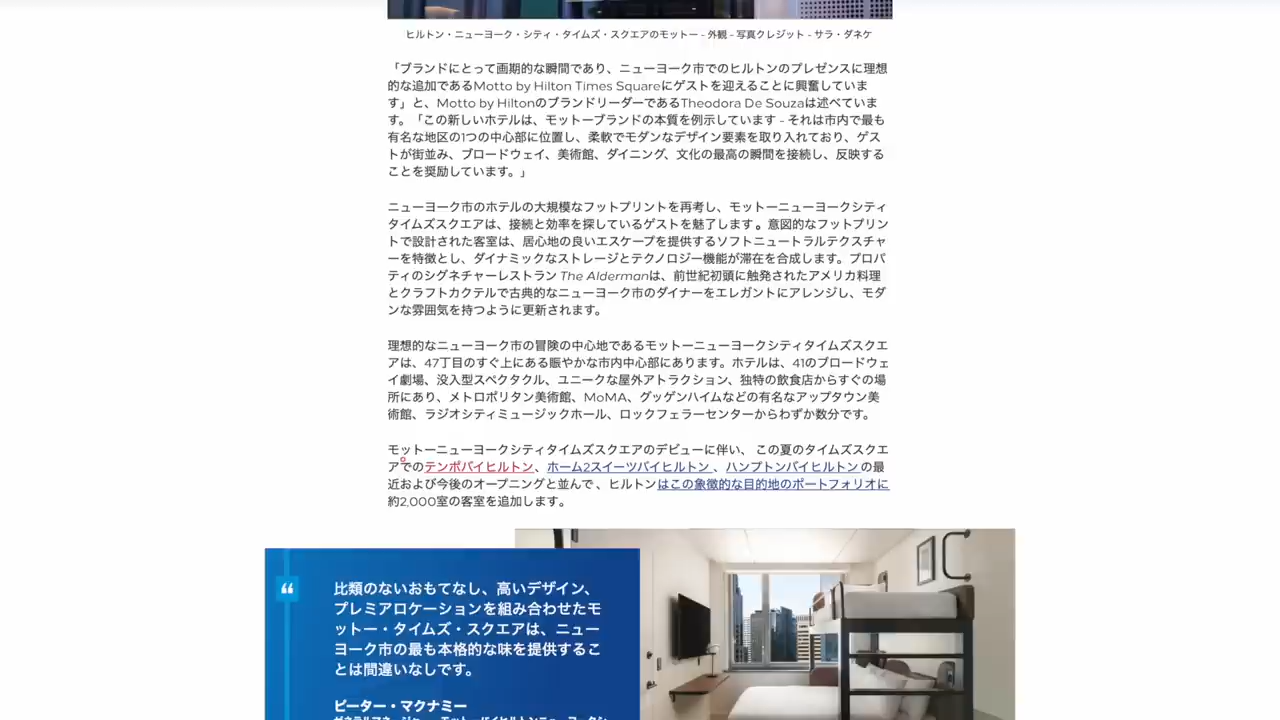 ヒルトン・ニューヨーク・シティ・タイムズ・スクエアのモットー - 外観 - 写真クレジット - サラ・ダネケ
「ブランドにとって画期的な瞬間であり、ニューヨーク市でのヒルトンのプレゼンスに理想
的な追加であるMotto by Hilton Times Squareにゲストを迎えることに興奮していま
す」と、Motto by HiltonのブランドリーダーであるTheodora De Souzaは述べていま
す。「この新しいホテルは、モットーブランドの本質を例示しています - それは市内で最も
有名な地区の1つの中心部に位置し、柔軟でモダンなデザイン要素を取り入れており、ゲス
トが街並み、ブロードウェイ、美術館、ダイニング、文化の最高の瞬間を接続し、反映する
ことを奨励しています。」
ニューヨーク市のホテルの大規模なフットプリントを再考し、モットーニューヨークシティ
タイムズスクエアは、接続と効率を探しているゲストを魅了します。意図的なフットプリン
トで設計された客室は、居心地の良いエスケープを提供するソフトニュートラルテクスチャ
ーを特徴とし、ダイナミックなストレージとテクノロジー機能が滞在を合成します。プロパ
ティのシグネチャーレストラン The Aldermanは、前世紀初頭に触発されたアメリカ料理
とクラフトカクテルで古典的なニューヨーク市のダイナーをエレガントにアレンジし、モダ
ンな雰囲気を持つように更新されます。
理想的なニューヨーク市の冒険の中心地であるモットーニューヨークシティタイムズスクエ
アは、47丁目のすぐ上にある賑やかな市内中心部にあります。ホテルは、41のブロードウェ
イ劇場、没入型スペクタクル、ユニークな屋外アトラクション、独特の飲食店からすぐの場
所にあり、メトロポリタン美術館、MoMA、グッゲンハイムなどの有名なアップタウン美
術館、ラジオシティミュージックホール、ロックフェラーセンターからわずか数分です。
モットーニューヨークシティタイムズスクエアのデビューに伴い、 この夏のタイムズスクエ
アでのテンポバイヒルトン、ホーム2スイーツバイヒルトン 、ハンプトンバイヒルトン の最
近および今後のオープニングと並んで 、ヒルトンはこの象徴的な目的地のポートフォリオに
約2,000室の客室を追加します。
比類のないおもてなし、高いデザイン、
プレミアロケーションを組み合わせたモ
ットー・タイムズ・スクエアは、ニュー
ヨーク市の最も本格的な味を提供するこ
とは間違いなしです。
ピーター・マクナミー